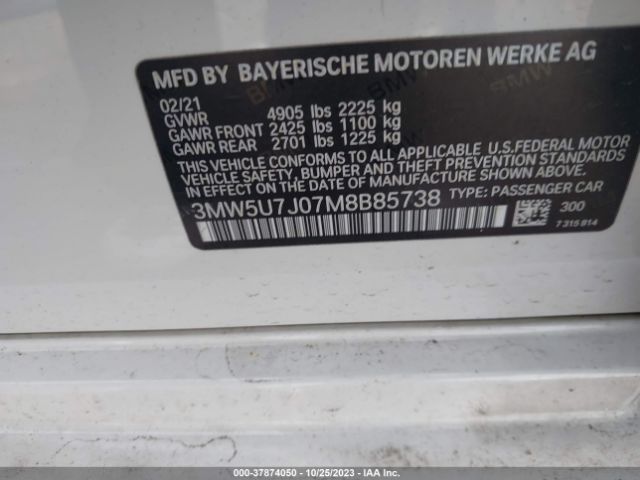 MFD BY BAYERISCHE MOTOREN WERKE AG
02/21
GVWR 4905 lbs 2225 kg
GAWR FRONT 2425 lbs 1100 kg
GAWR REAR 2701 lbs 1225 kg
THIS VEHICLE CONFORMS TO ALL APPLICABLE U.S.FEDERAL MOTOR
VEHICLE SAFETY, BUMPER AND THEFT PREVENTION STANDARDS
IN EFFECT ON THE DATE OF MANUFACTURE SHOWN ABOVE.
3MW5U7J07M8B85738 TYPE: PASSENGER CAR
300
7 315 814
000-37874050 - 10/25/2023 - IAA Inc.